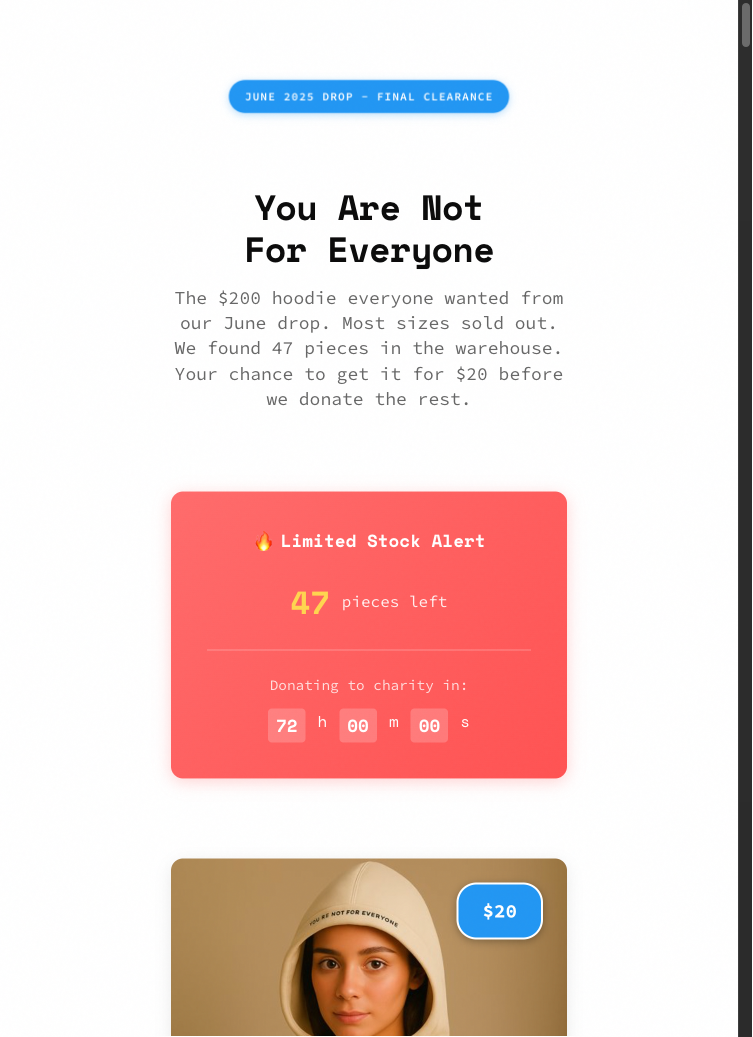 JUNE 2025 DROP – FINAL CLEARANCE
You Are Not
For Everyone
The $200 hoodie everyone wanted from
our June drop. Most sizes sold out.
We found 47 pieces in the warehouse.
Your chance to get it for $20 before
we donate the rest.
🔥 Limited Stock Alert
47 pieces left
Donating to charity in:
72 h 00 m 00 s
$20
YOU'RE NOT FOR EVERYONE